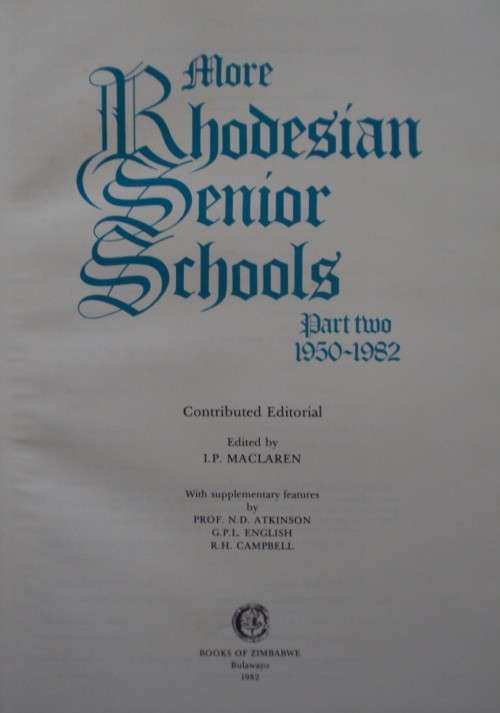 More
Rhodesian
Senior
Schools
Part two
1950-1982
Contributed Editorial
Edited by
I.P. MACLAREN
With supplementary features
by
PROF. N.D. ATKINSON
G.P.L. ENGLISH
R.H. CAMPBELL
BOOKS OF ZIMBABWE
Bulawayo
1982